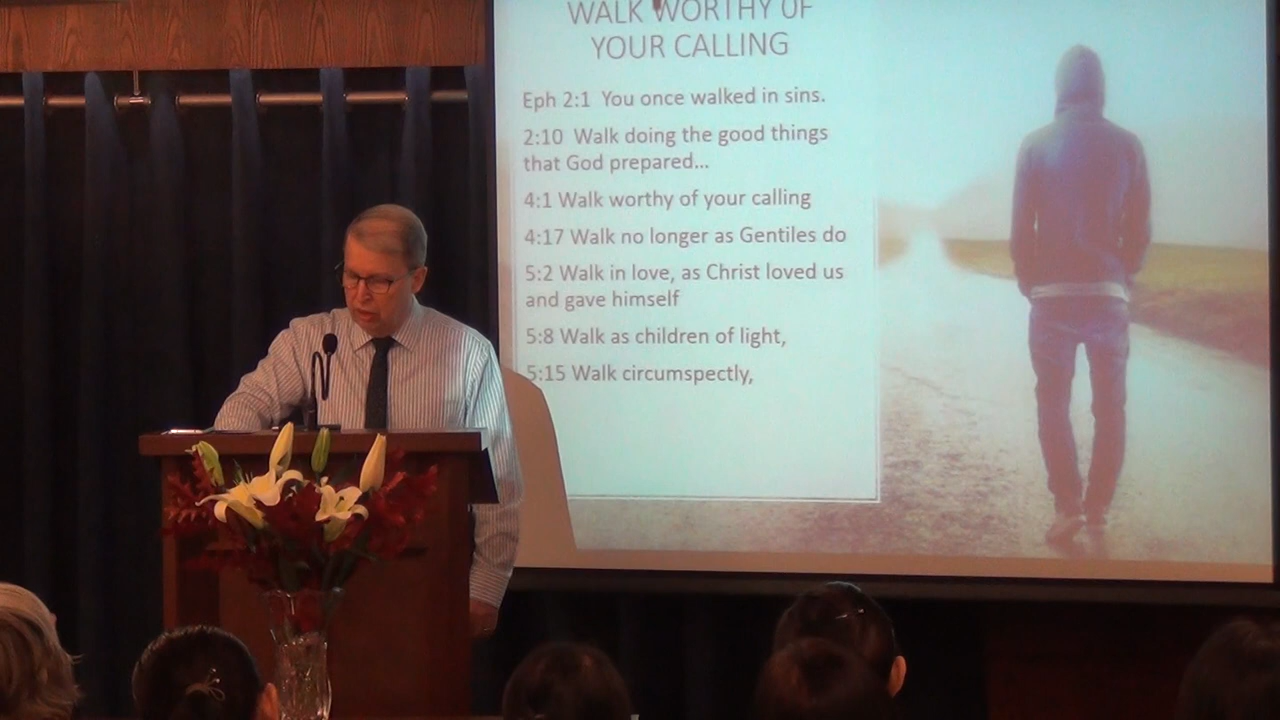 WALK WORTHY OF
YOUR CALLING
Eph 2:1 You once walked in sins.
2:10 Walk doing the good things
that God prepared...
4:1 Walk worthy of your calling
4:17 Walk no longer as Gentiles do
5:2 Walk in love, as Christ loved us
and gave himself
5:8 Walk as children of light,
5:15 Walk circumspectly,